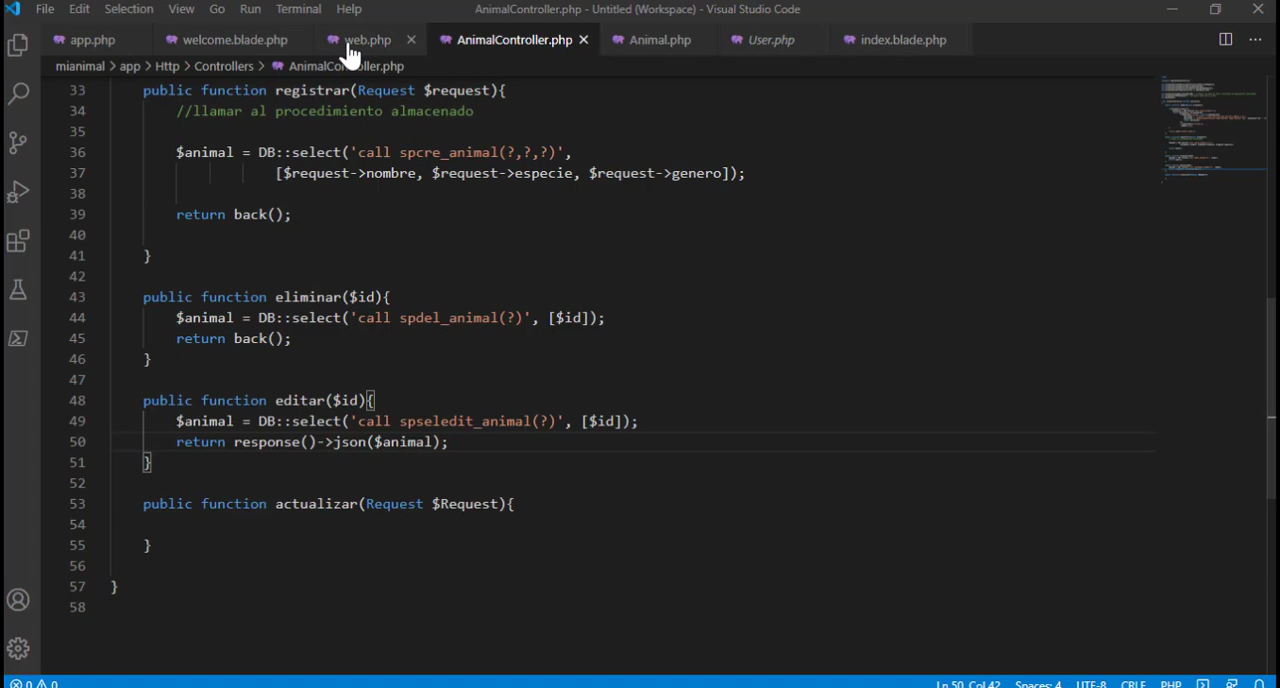 File Edit Selection View Go Run Terminal Help AnimalController.php - Untitled (Workspace) - Visual Studio Code
app.php welcome.blade.php web.php AnimalController.php Animal.php User.php index.blade.php
mianimal > app > Http > Controllers > AnimalController.php
33 public function registrar(Request $request){
34 //llamar al procedimiento almacenado
35
36 $animal = DB::select('call spcre_animal(?,?,?)',
37 [$request->nombre, $request->especie, $request->genero]);
38
39 return back();
40
41 }
42
43 public function eliminar($id){
44 $animal = DB::select('call spdel_animal(?)', [$id]);
45 return back();
46 }
47
48 public function editar($id){
49 $animal = DB::select('call spseledit_animal(?)', [$id]);
50 return response()->json($animal);
51 }
52
53 public function actualizar(Request $Request){
54
55 }
56
57 }
58
0 0 Ln 50, Col 42 Spaces: 4 UTF-8 CRLF PHP